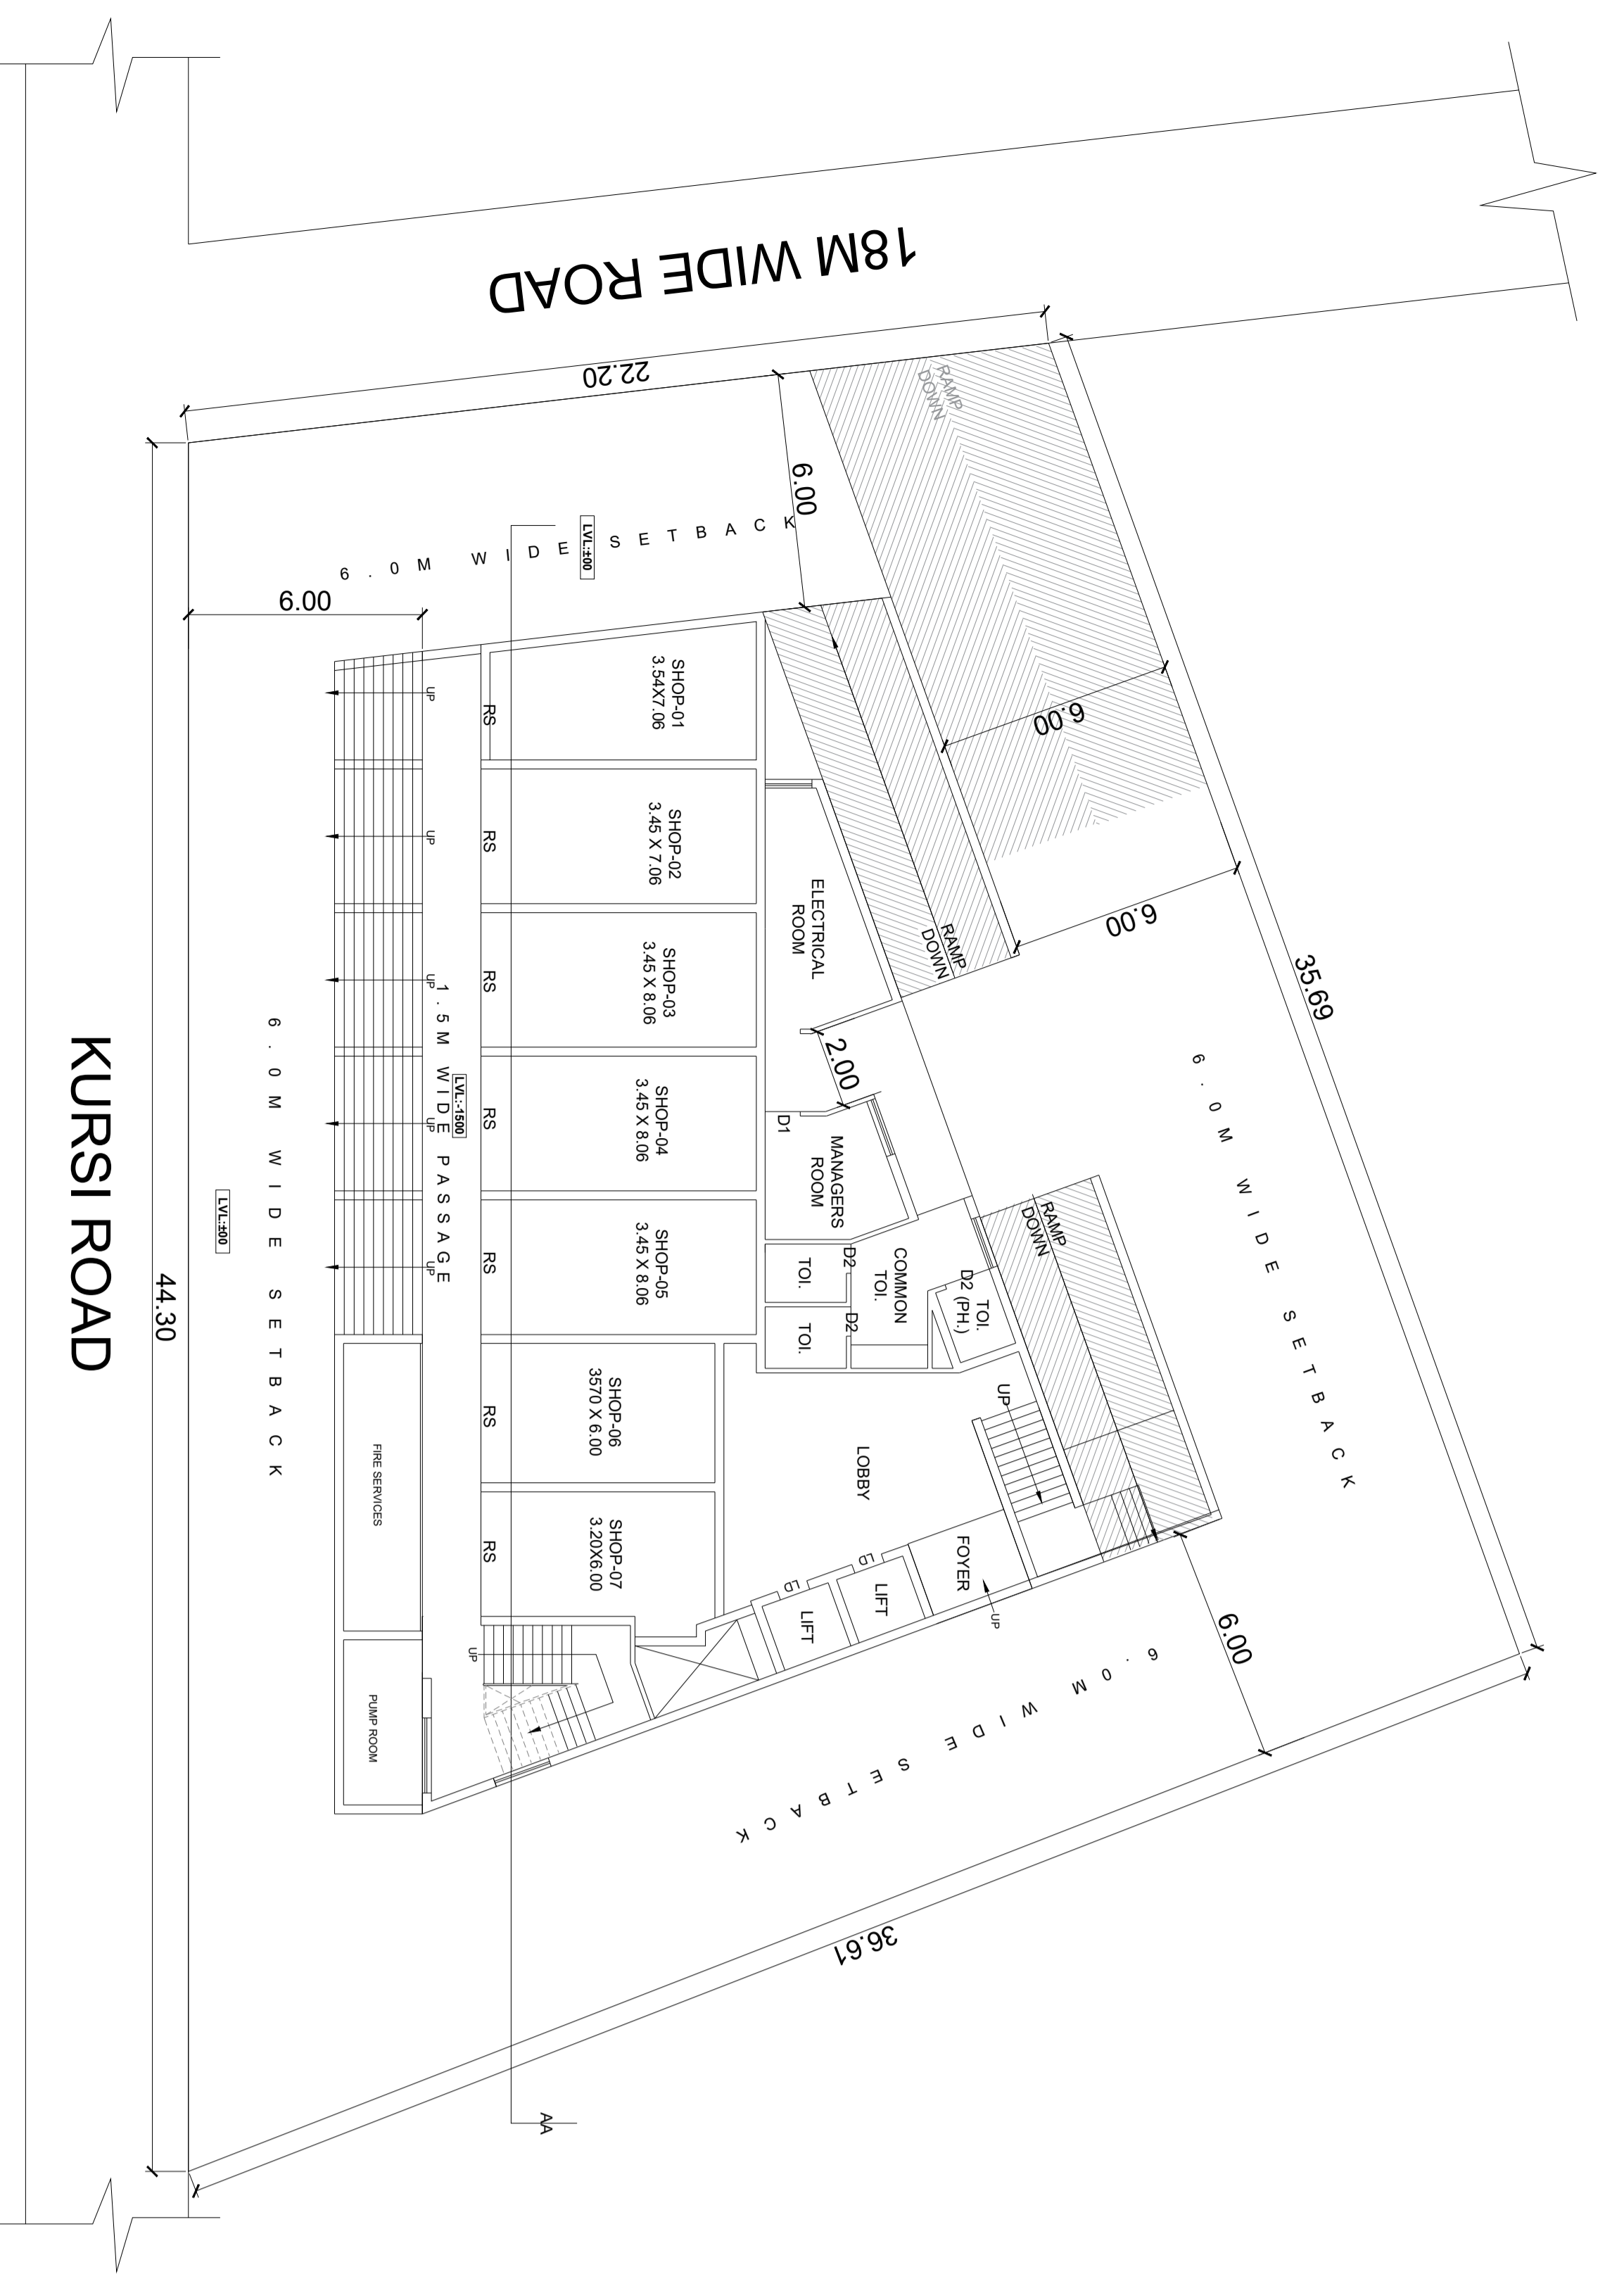 18M WIDE ROAD
22.20
RAMP
DOWN
6.00
6.0M WIDE SETBACK
LVL:±00
6.00
6.00
6.00
35.69
RAMP
DOWN
SHOP-01
3.54X7.06
SHOP-02
3.45 X 7.06
SHOP-03
3.45 X 8.06
SHOP-04
3.45 X 8.06
SHOP-05
3.45 X 8.06
SHOP-06
3570 X 6.00
SHOP-07
3.20X6.00
RS
RS
RS
RS
RS
RS
RS
UP
UP
UP
UP
UP
1.5M WIDE PASSAGE
LVL:-1500
ELECTRICAL
ROOM
2.00
D1
MANAGERS
ROOM
TOI.
TOI.
D2
D2
COMMON
TOI.
TOI.
D2 (PH.)
RAMP
DOWN
UP
LOBBY
FOYER
UP
LIFT
LIFT
LD
LD
UP
FIRE SERVICES
PUMP ROOM
6.0M WIDE SETBACK
LVL:±00
6.0M WIDE SETBACK
6.00
6.0M WIDE SETBACK
36.61
44.30
KURSI ROAD
AA